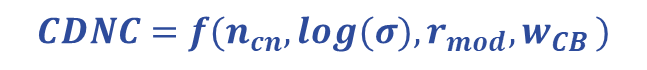 CDNC = f(n_cn, log(σ), r_mod, w_CB )